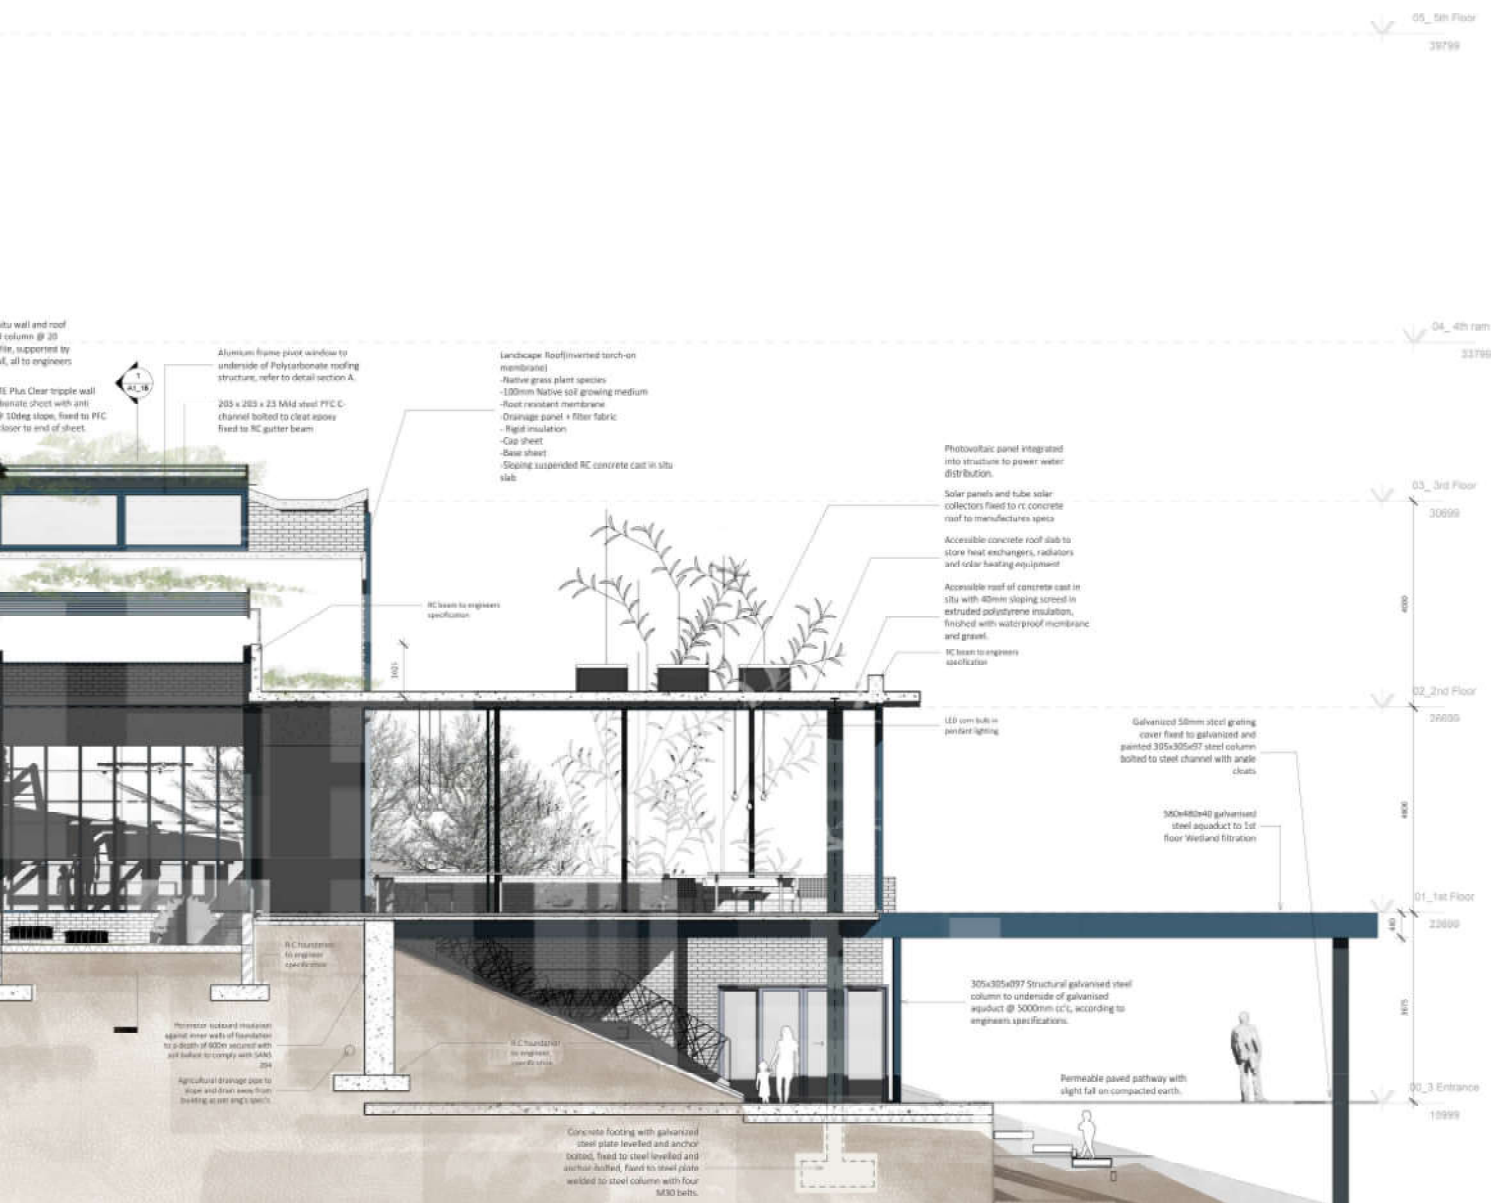 05_ 5th Floor
39799
04_ 4th ram
33799
itu wall and roof
l column @ 20
file, supported by
all, all to engineers
TE Plus Clear tripple wall
bonate sheet with anti
@ 10deg slope, fixed to PFC
closer to end of sheet.
1
A1_18
Alumium frame pivot window to
underside of Polycarbonate roofing
structure, refer to detail section A.
203 x 203 x 23 Mild steel PFC C-
channel bolted to cleat epoxy
fixed to RC gutter beam
Landscape Roof(inverted torch-on
membrane)
-Native grass plant species
-100mm Native soil growing medium
-Root resistant membrane
-Drainage panel + filter fabric
- Rigid insulation
-Cap sheet
-Base sheet
-Sloping suspended RC concrete cast in situ
slab
Photovoltaic panel integrated
into structure to power water
distribution.
Solar panels and tube solar
collectors fixed to rc concrete
roof to manufactures specs
Accessible concrete roof slab to
store heat exchangers, radiators
and solar heating equipment
Accessible roof of concrete cast in
situ with 40mm sloping screed in
extruded polystyrene insulation,
finished with waterproof membrane
and gravel.
RC beam to engineers
specification
03_ 3rd Floor
30699
RC beam to engineers
specification
4000
02_2nd Floor
26699
LED corn bulb in
pendant lighting
Galvanized 50mm steel grating
cover fixed to galvanized and
painted 305x305x97 steel column
bolted to steel channel with angle
cleats
galvanised
steel aquaduct to 1st
floor Wetland filtration
01_1st Floor
22699
R.C foundation
to engineer
specification
305x305x097 Structural galvanised steel
column to underside of galvanised
aquduct @ 5000mm cc's, according to
engineers specifications.
3675
Perimeter isoboard insulation
against inner walls of foundation
to a depth of 600m secured with
soil ballast to comply with SANS
204
R.C foundation
to engineer
specification
Agricultural drainage pipe to
slope and drain away from
building as per eng's spec's.
Permeable paved pathway with
slight fall on compacted earth.
00_3 Entrance
18999
Concrete footing with galvanized
steel plate levelled and anchor
bolted, fixed to steel levelled and
anchor bolted, fixed to steel plate
welded to steel column with four
M30 bolts.